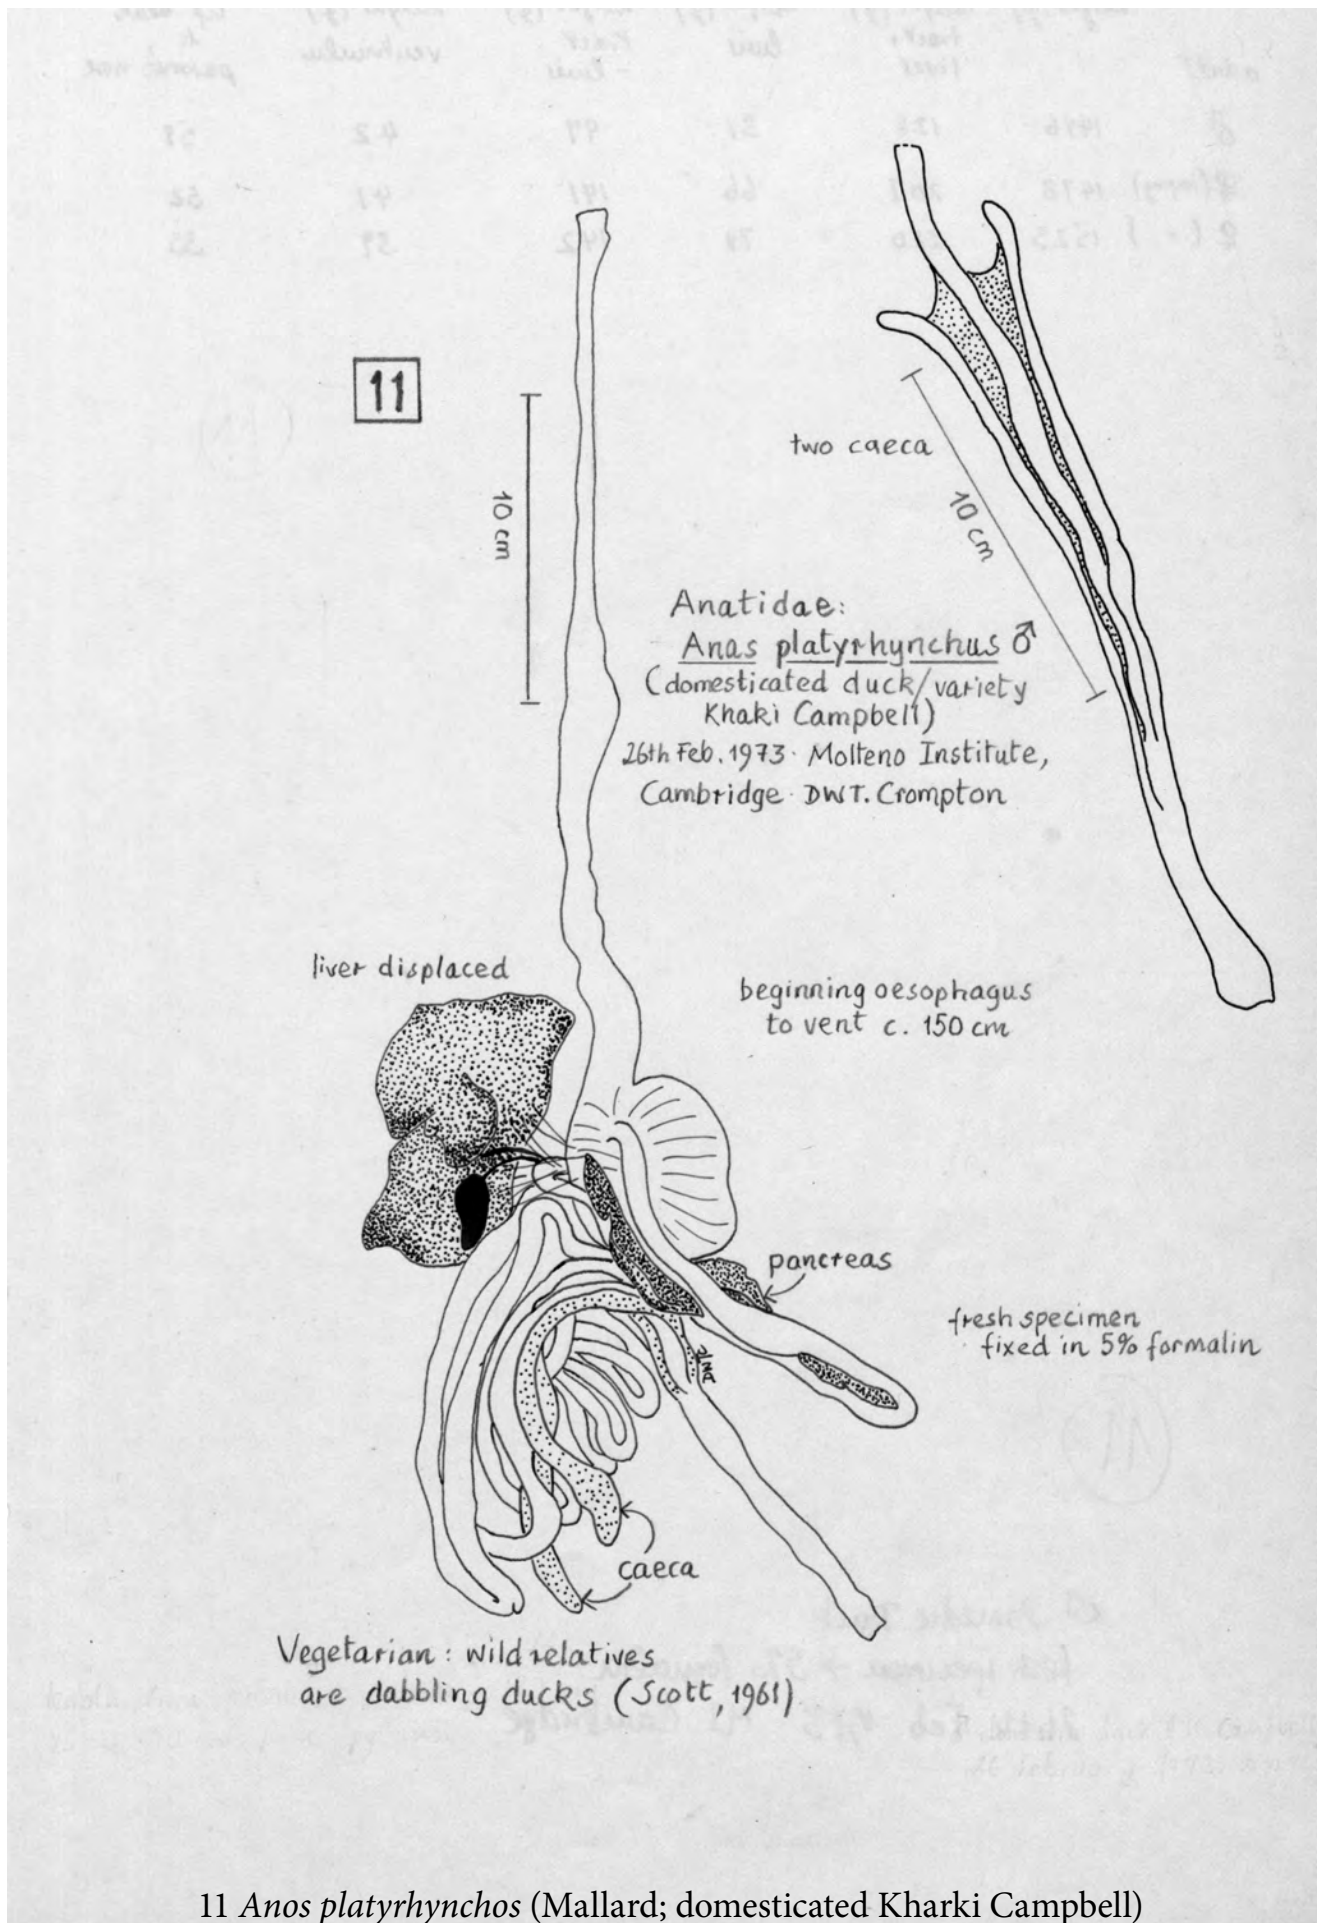 11
10 cm
two caeca
10 cm
Anatidae:
Anas platyrhynchus ♂
(domesticated duck/variety
Khaki Campbell)
26th Feb. 1973 · Molteno Institute,
Cambridge · DWT. Crompton
liver displaced
beginning oesophagus
to vent c. 150 cm
pancreas
fresh specimen
fixed in 5% formalin
caeca
Vegetarian : wild relatives
are dabbling ducks (Scott, 1961)
11 Anos platyrhynchos (Mallard; domesticated Kharki Campbell)